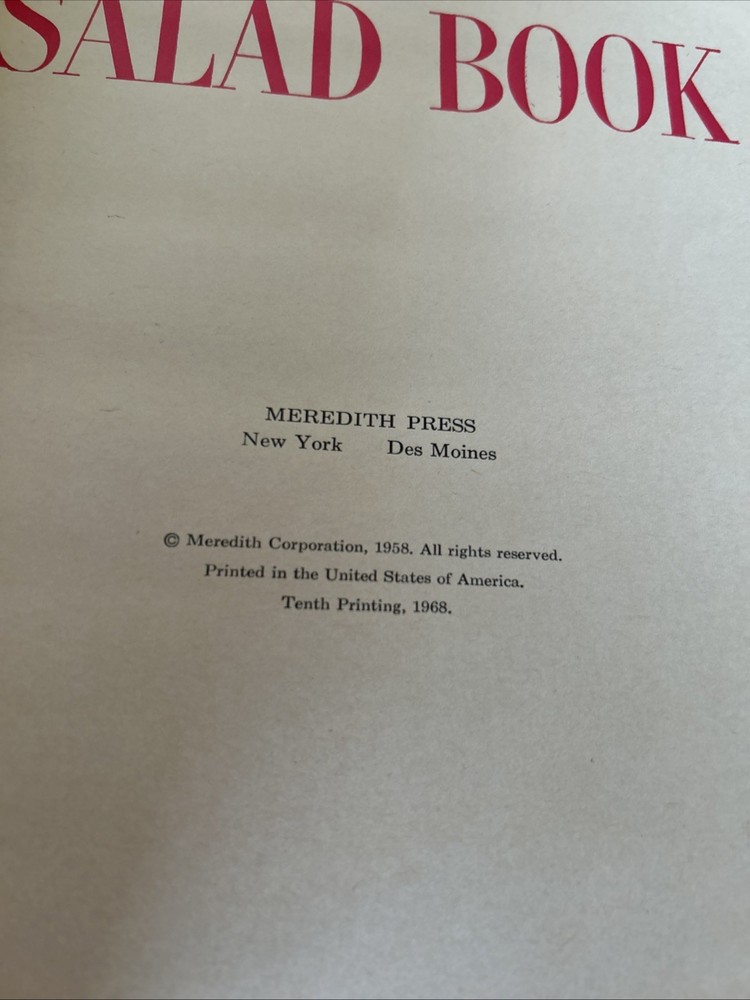 SALAD BOOK
MEREDITH PRESS
New York Des Moines
© Meredith Corporation, 1958. All rights reserved.
Printed in the United States of America.
Tenth Printing, 1968.